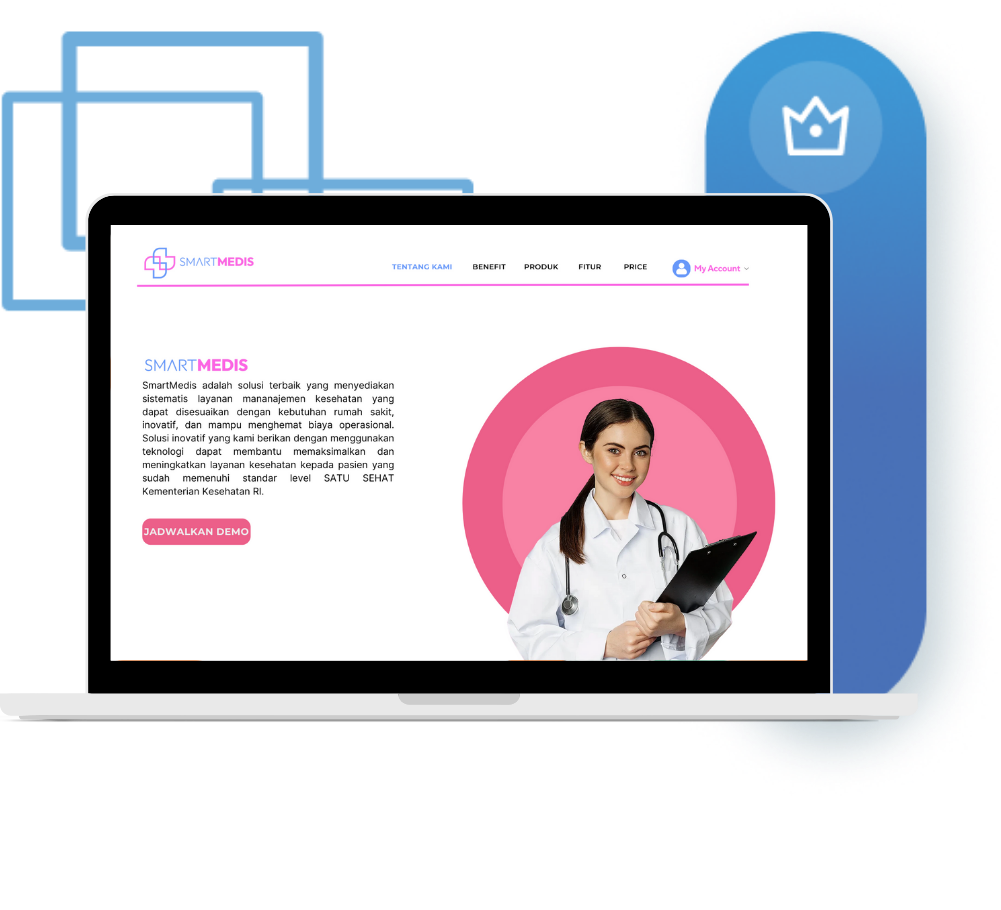 SMARTMEDIS
TENTANG KAMI BENEFIT PRODUK FITUR PRICE My Account
SMARTMEDIS
SmartMedis adalah solusi terbaik yang menyediakan
sistematis layanan mananajemen kesehatan yang
dapat disesuaikan dengan kebutuhan rumah sakit,
inovatif, dan mampu menghemat biaya operasional.
Solusi inovatif yang kami berikan dengan menggunakan
teknologi dapat membantu memaksimalkan dan
meningkatkan layanan kesehatan kepada pasien yang
sudah memenuhi standar level SATU SEHAT
Kementerian Kesehatan RI.
JADWALKAN DEMO